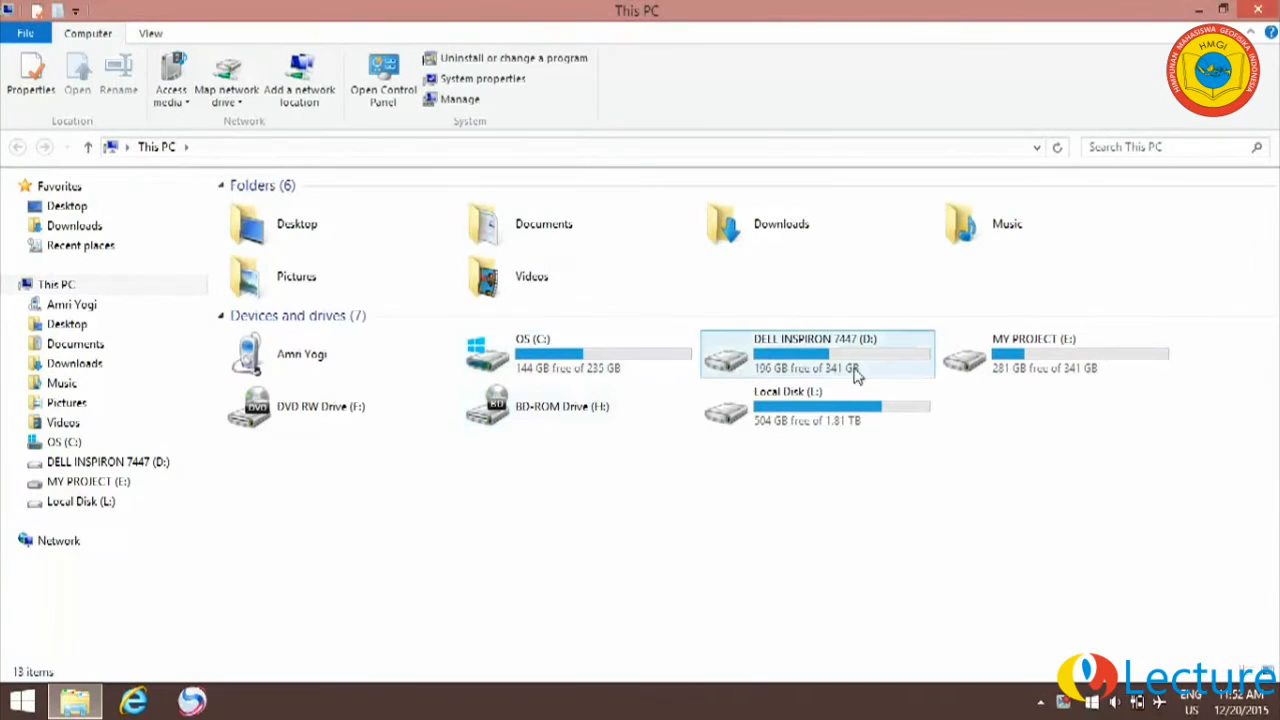 This PC
File
Computer
View
Properties
Open
Rename
Access media
Map network drive
Add a network location
Open Control Panel
Uninstall or change a program
System properties
Manage
Location
Network
System
HIMPUNAN MAHASISWA GEOFISIKA INDONESIA
HMGI
This PC
Search This PC
Favorites
Desktop
Downloads
Recent places
This PC
Amri Yogi
Desktop
Documents
Downloads
Music
Pictures
Videos
OS (C:)
DELL INSPIRON 7447 (D:)
MY PROJECT (E:)
Local Disk (L:)
Network
Folders (6)
Desktop
Documents
Downloads
Music
Pictures
Videos
Devices and drives (7)
Amri Yogi
OS (C:)
144 GB free of 235 GB
DELL INSPIRON 7447 (D:)
196 GB free of 341 GB
MY PROJECT (E:)
281 GB free of 341 GB
DVD RW Drive (F:)
BD-ROM Drive (H:)
Local Disk (L:)
504 GB free of 1.81 TB
13 items
Lecture
ENG
US
11:52 AM
12/20/2015